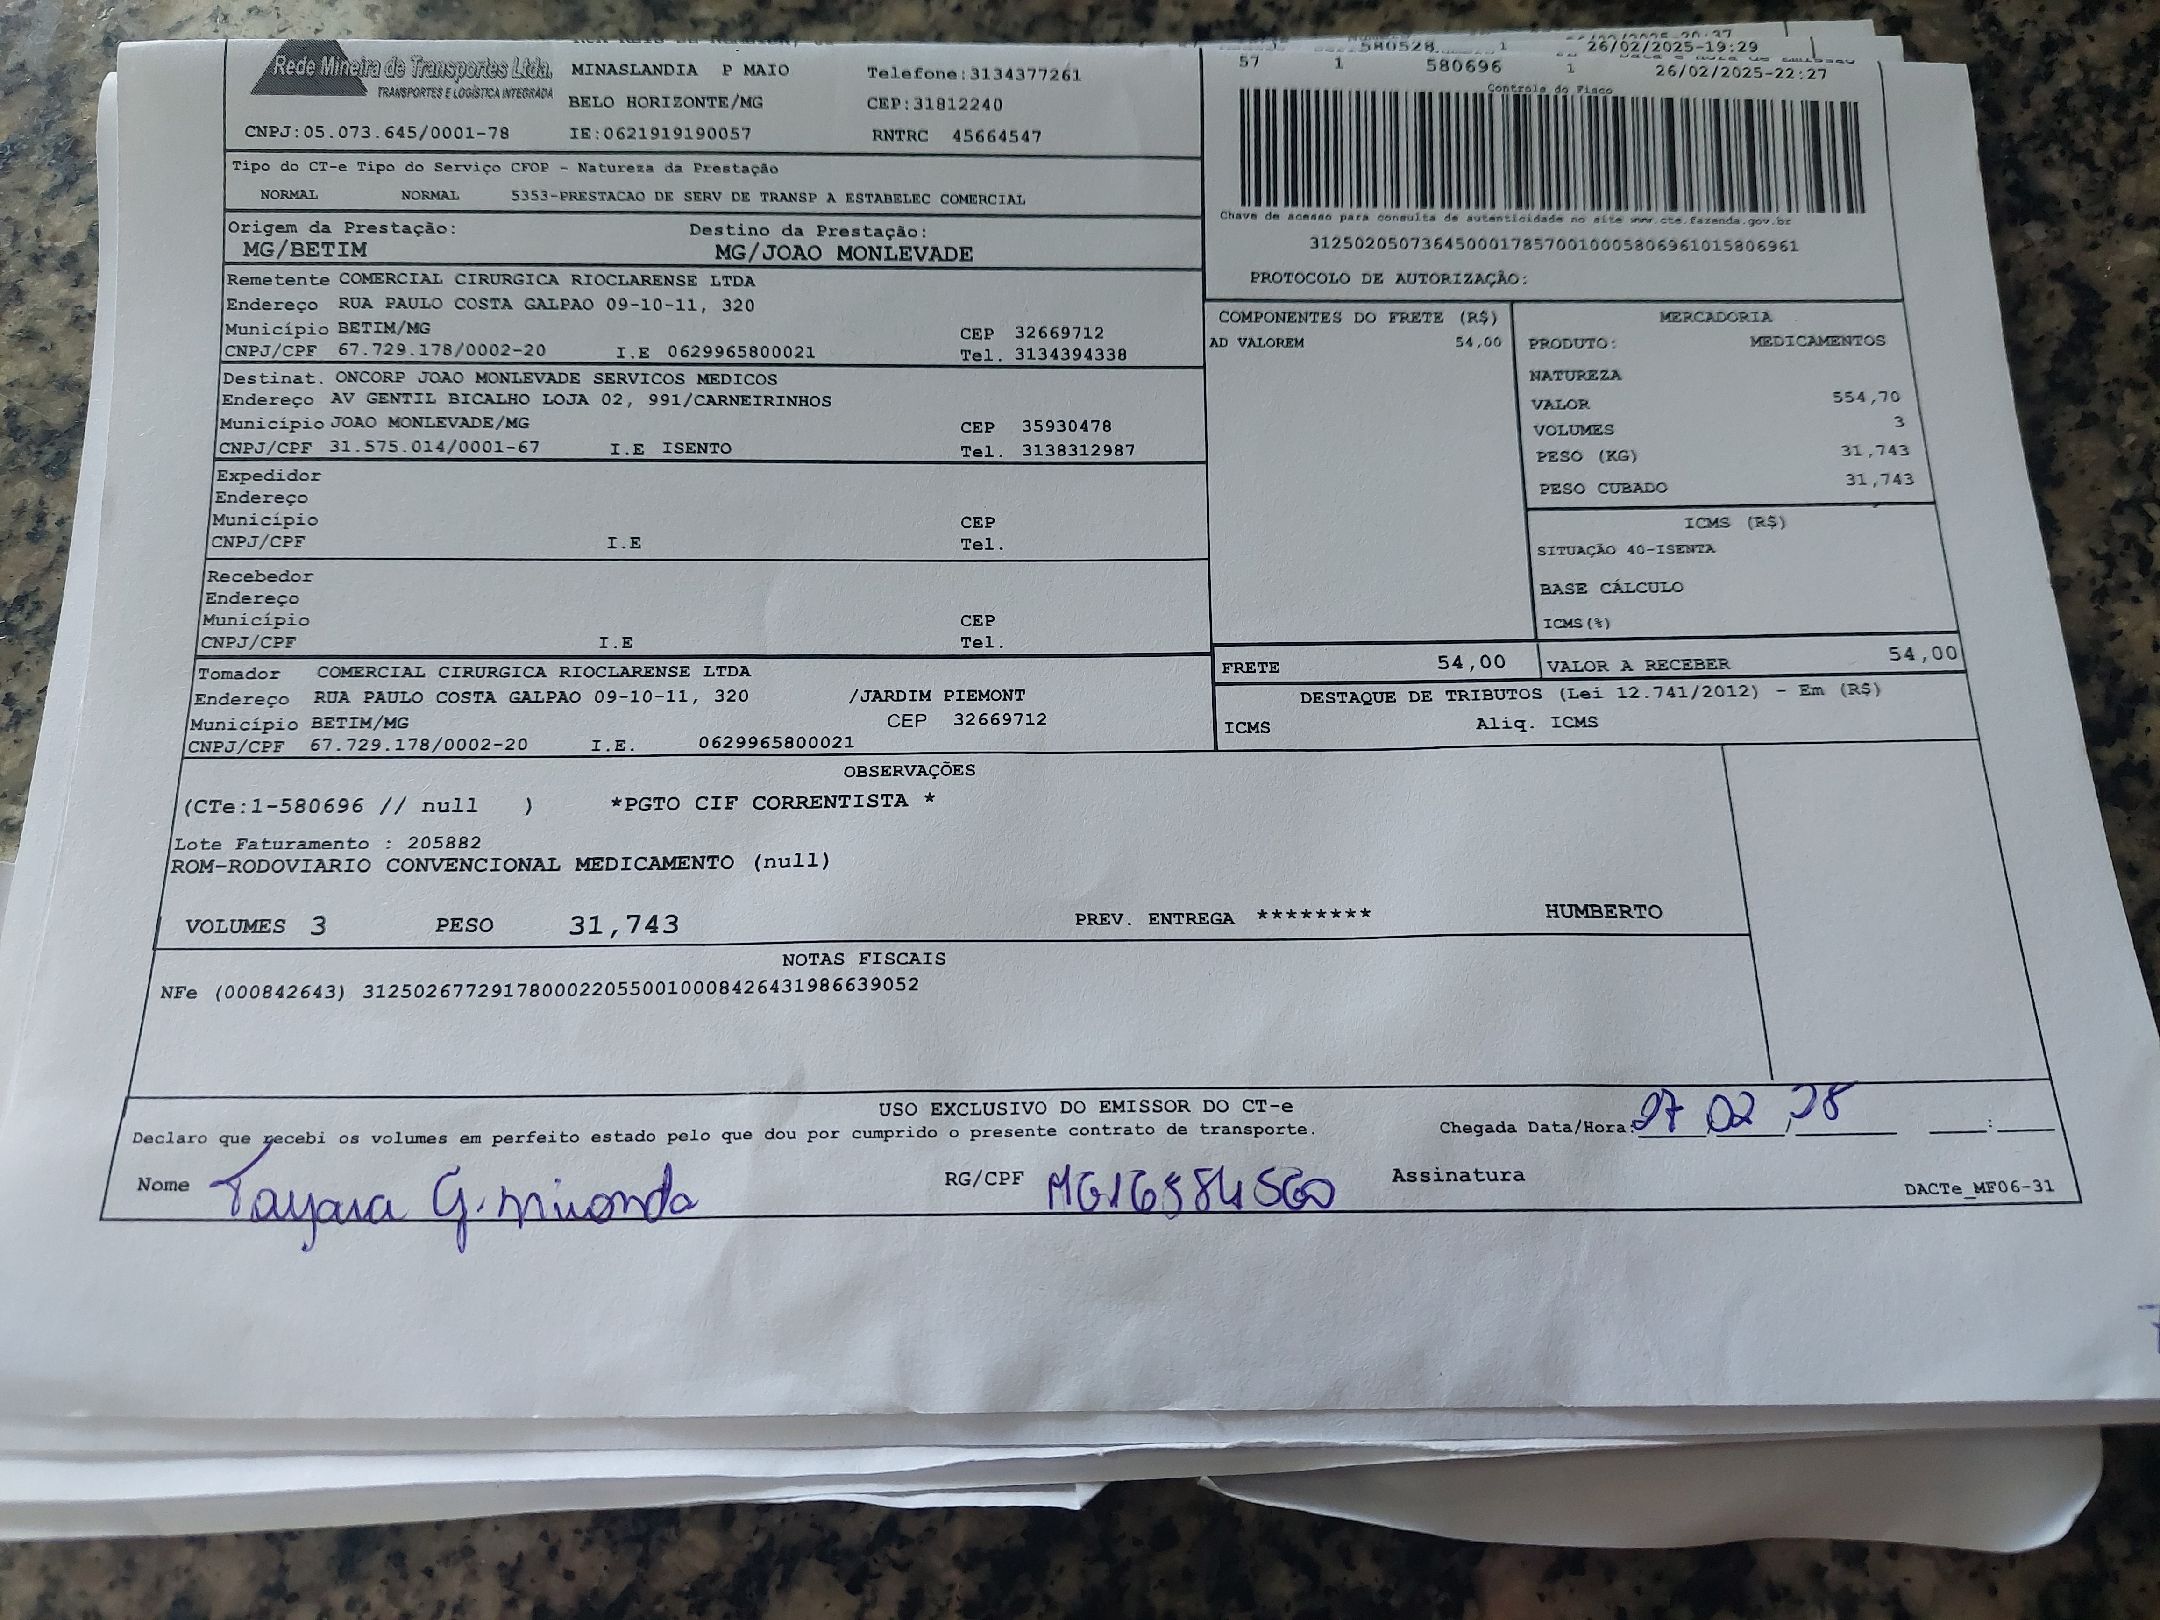 580528 1 26/02/2025-19:29
Rede Mineira de Transportes Ltda.
TRANSPORTES E LOGÍSTICA INTEGRADA
MINASLANDIA P MAIO Telefone:3134377261
BELO HORIZONTE/MG CEP:31812240
CNPJ:05.073.645/0001-78 IE:0621919190057 RNTRC 45664547
57 1 580696 1 26/02/2025-22:27
Controle do Fisco
Chave de acesso para consulta de autenticidade no site www.cte.fazenda.gov.br
31250205073645000178570010005806961015806961
PROTOCOLO DE AUTORIZAÇÃO:
Tipo do CT-e Tipo do Serviço CFOP - Natureza da Prestação
NORMAL NORMAL 5353-PRESTACAO DE SERV DE TRANSP A ESTABELEC COMERCIAL
Origem da Prestação: Destino da Prestação:
MG/BETIM MG/JOAO MONLEVADE
Remetente COMERCIAL CIRURGICA RIOCLARENSE LTDA
Endereço RUA PAULO COSTA GALPAO 09-10-11, 320
Município BETIM/MG CEP 32669712
CNPJ/CPF 67.729.178/0002-20 I.E 0629965800021 Tel. 3134394338
Destinat. ONCORP JOAO MONLEVADE SERVICOS MEDICOS
Endereço AV GENTIL BICALHO LOJA 02, 991/CARNEIRINHOS
Município JOAO MONLEVADE/MG CEP 35930478
CNPJ/CPF 31.575.014/0001-67 I.E ISENTO Tel. 3138312987
Expedidor
Endereço
Município CEP
CNPJ/CPF I.E Tel.
Recebedor
Endereço
Município CEP
CNPJ/CPF I.E Tel.
Tomador COMERCIAL CIRURGICA RIOCLARENSE LTDA
Endereço RUA PAULO COSTA GALPAO 09-10-11, 320 /JARDIM PIEMONT
Município BETIM/MG CEP 32669712
CNPJ/CPF 67.729.178/0002-20 I.E. 0629965800021
COMPONENTES DO FRETE (R$)
AD VALOREM 54,00
MERCADORIA
PRODUTO: MEDICAMENTOS
NATUREZA
VALOR 554,70
VOLUMES 3
PESO (KG) 31,743
PESO CUBADO 31,743
ICMS (R$)
SITUAÇÃO 40-ISENTA
BASE CÁLCULO
ICMS(%)
FRETE 54,00 VALOR A RECEBER 54,00
DESTAQUE DE TRIBUTOS (Lei 12.741/2012) - Em (R$)
ICMS Aliq. ICMS
OBSERVAÇÕES
(CTe:1-580696 // null ) *PGTO CIF CORRENTISTA *
Lote Faturamento : 205882
ROM-RODOVIARIO CONVENCIONAL MEDICAMENTO (null)
VOLUMES 3 PESO 31,743 PREV. ENTREGA ******** HUMBERTO
NOTAS FISCAIS
NFe (000842643) 31250267729178000220550010008426431986639052
USO EXCLUSIVO DO EMISSOR DO CT-e
Declaro que recebi os volumes em perfeito estado pelo que dou por cumprido o presente contrato de transporte. Chegada Data/Hora: 27 02
Nome Tayara G. Miranda RG/CPF MG16584560 Assinatura
DACTe_MF06-31